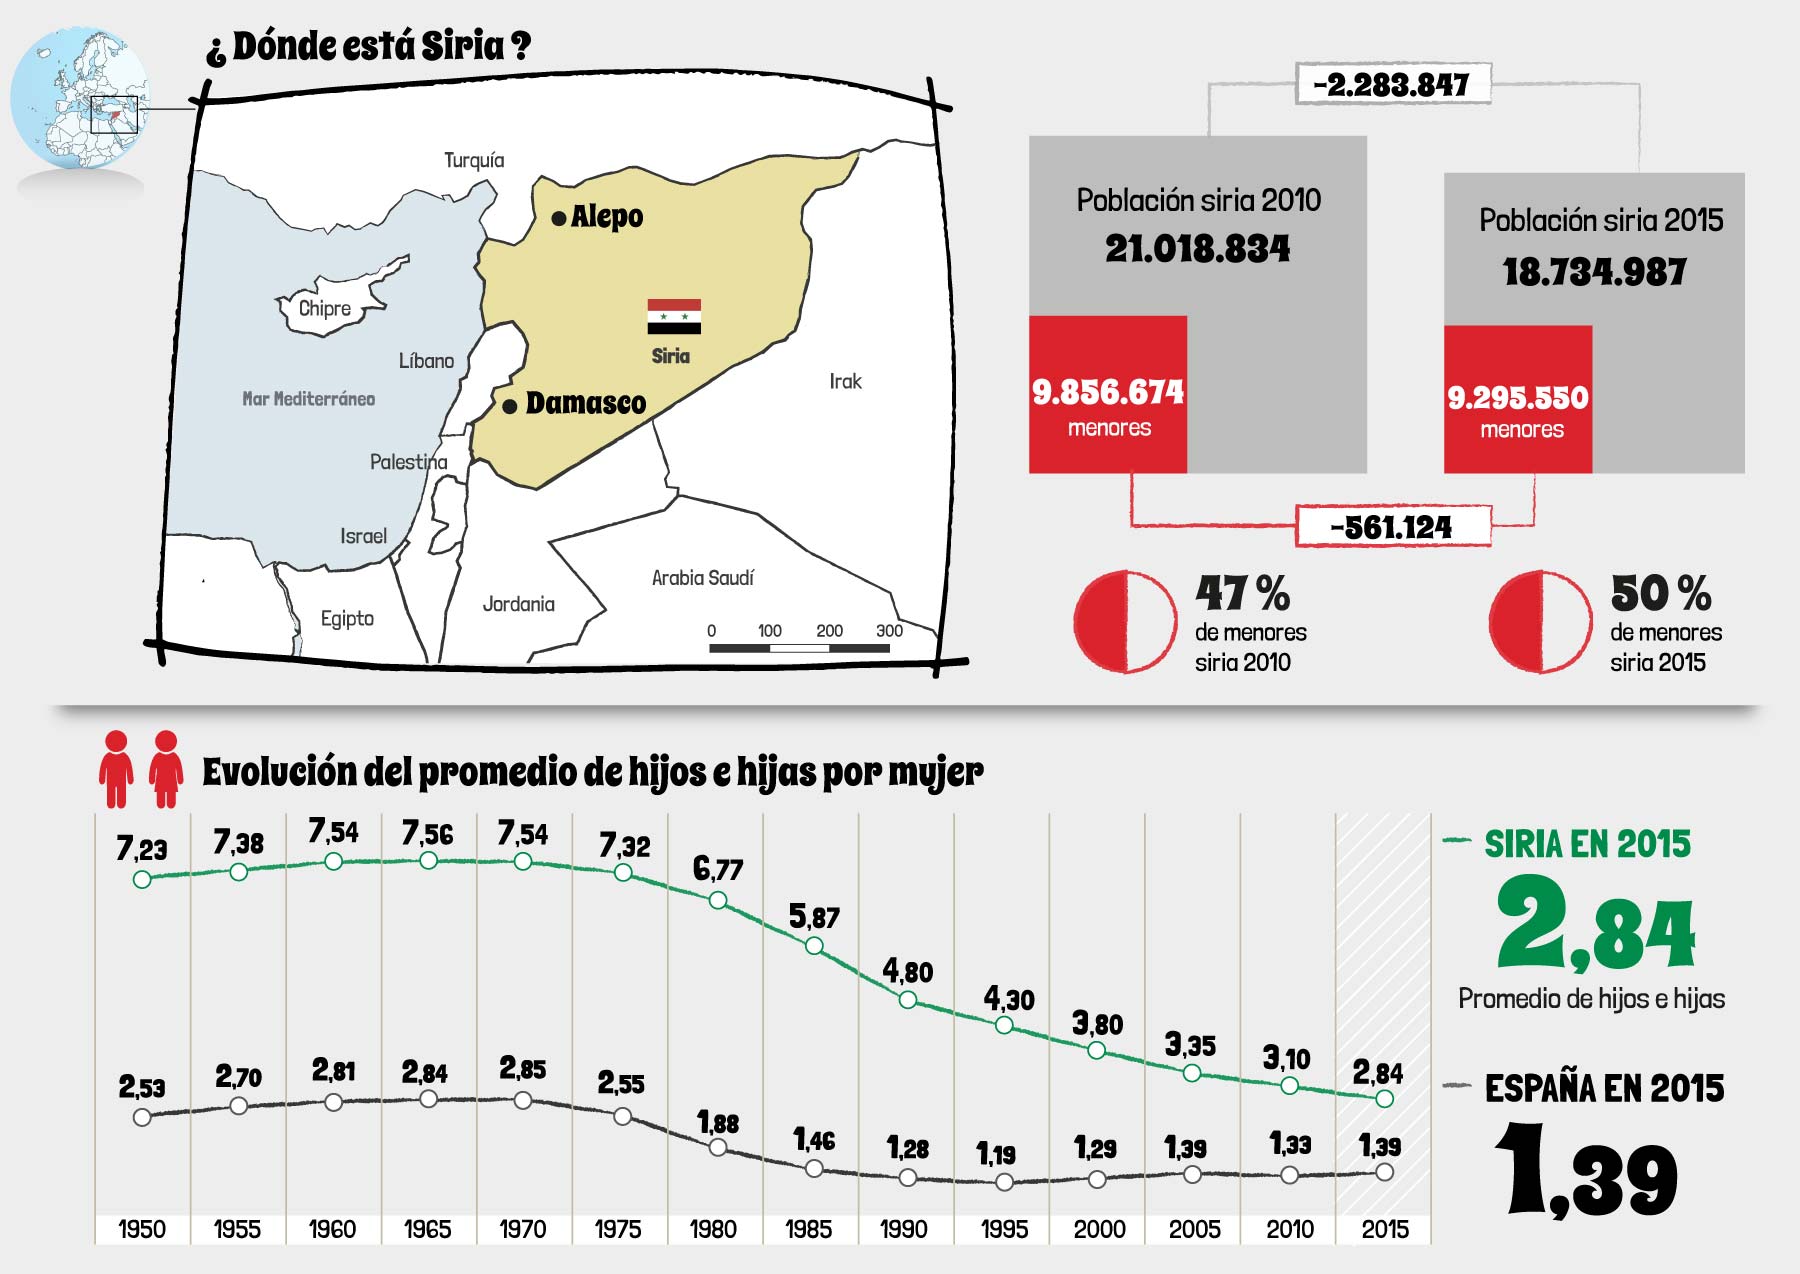 ¿ Dónde está Siria ?
Turquía
Alepo
Chipre
Siria
Líbano
Irak
Mar Mediterráneo
Damasco
Palestina
Israel
Arabia Saudí
Jordania
Egipto
0 100 200 300
-2.283.847
Población siria 2010
21.018.834
Población siria 2015
18.734.987
9.856.674
menores
9.295.550
menores
-561.124
47 %
de menores
siria 2010
50 %
de menores
siria 2015
Evolución del promedio de hijos e hijas por mujer
7,23 7,38 7,54 7,56 7,54 7,32 6,77 5,87 4,80 4,30 3,80 3,35 3,10 2,84
2,53 2,70 2,81 2,84 2,85 2,55 1,88 1,46 1,28 1,19 1,29 1,39 1,33 1,39
1950 1955 1960 1965 1970 1975 1980 1985 1990 1995 2000 2005 2010 2015
SIRIA EN 2015
2,84
Promedio de hijos e hijas
ESPAÑA EN 2015
1,39